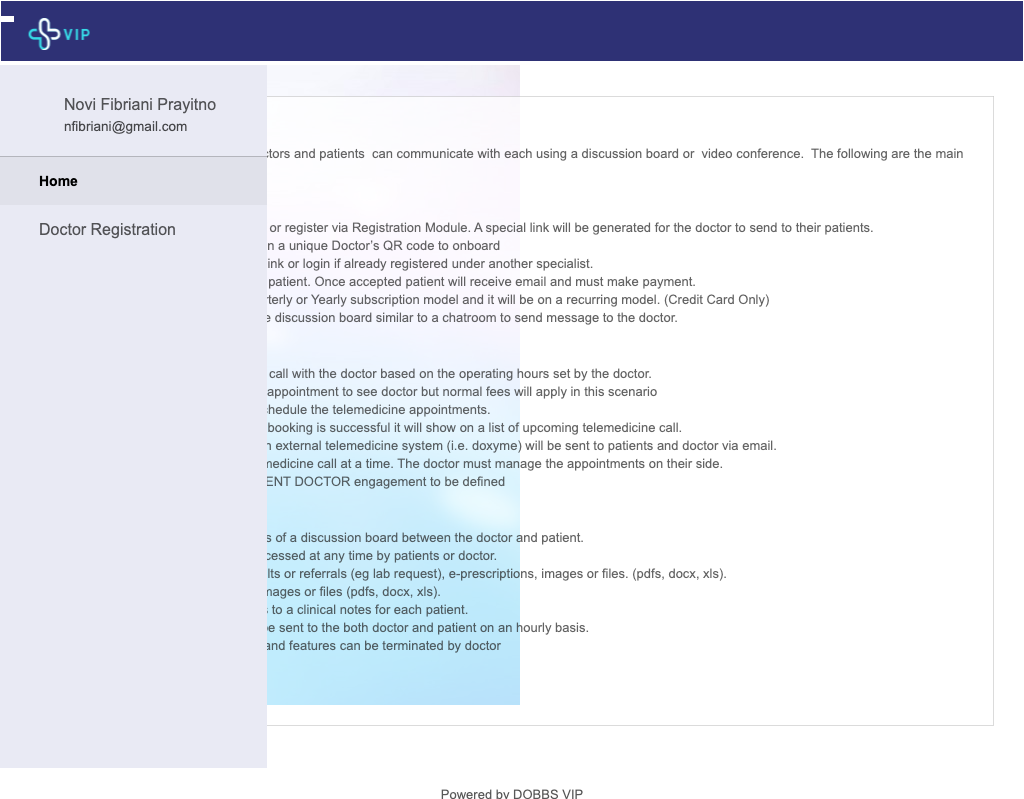 VIP
Novi Fibriani Prayitno
nfibriani@gmail.com
Home
Doctor Registration
and patients  can communicate with each using a discussion board or  video conference.  The following are the main
or register via Registration Module. A special link will be generated for the doctor to send to their patients.
a unique Doctor’s QR code to onboard
or login if already registered under another specialist.
patient. Once accepted patient will receive email and must make payment.
or Yearly subscription model and it will be on a recurring model. (Credit Card Only)
discussion board similar to a chatroom to send message to the doctor.
call with the doctor based on the operating hours set by the doctor.
appointment to see doctor but normal fees will apply in this scenario
the telemedicine appointments.
booking is successful it will show on a list of upcoming telemedicine call.
external telemedicine system (i.e. doxyme) will be sent to patients and doctor via email.
call at a time. The doctor must manage the appointments on their side.
DOCTOR engagement to be defined
of a discussion board between the doctor and patient.
at any time by patients or doctor.
or referrals (eg lab request), e-prescriptions, images or files. (pdfs, docx, xls).
or files (pdfs, docx, xls).
to a clinical notes for each patient.
sent to the both doctor and patient on an hourly basis.
and features can be terminated by doctor
Powered by DOBBS VIP